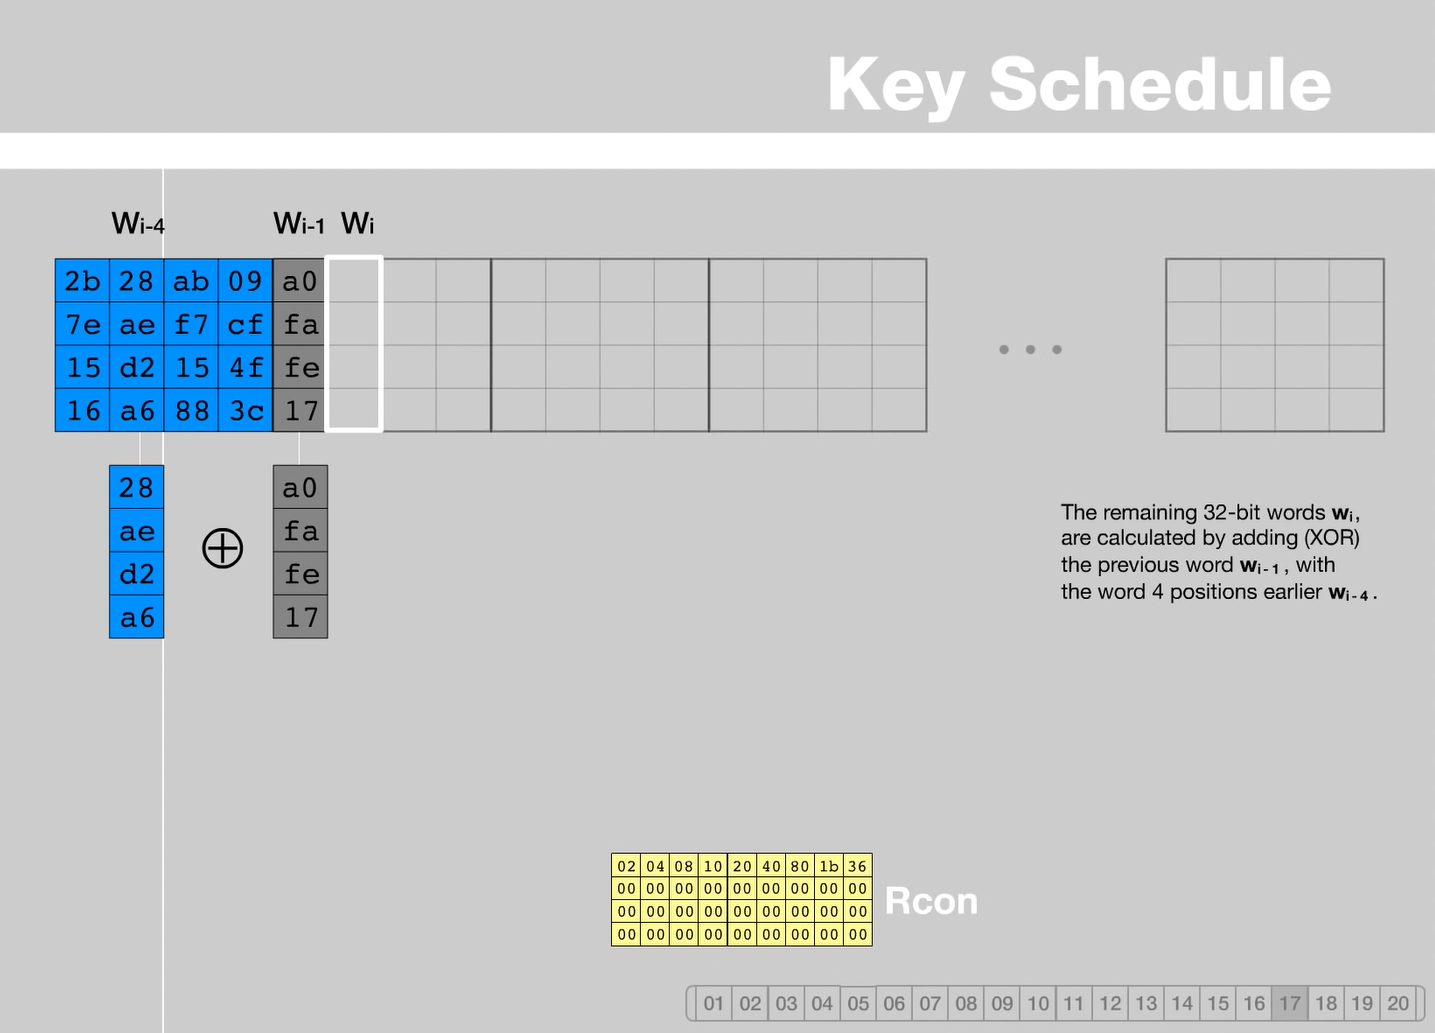 Key Schedule
Wi-4 Wi-1 Wi
2b 28 ab 09 a0
7e ae f7 cf fa
15 d2 15 4f fe
16 a6 88 3c 17
28 a0
ae fa
d2 fe
a6 17
The remaining 32-bit words wi,
are calculated by adding (XOR)
the previous word wi-1, with
the word 4 positions earlier wi-4.
02 04 08 10 20 40 80 1b 36
00 00 00 00 00 00 00 00 00
00 00 00 00 00 00 00 00 00
00 00 00 00 00 00 00 00 00
Rcon
01 02 03 04 05 06 07 08 09 10 11 12 13 14 15 16 17 18 19 20